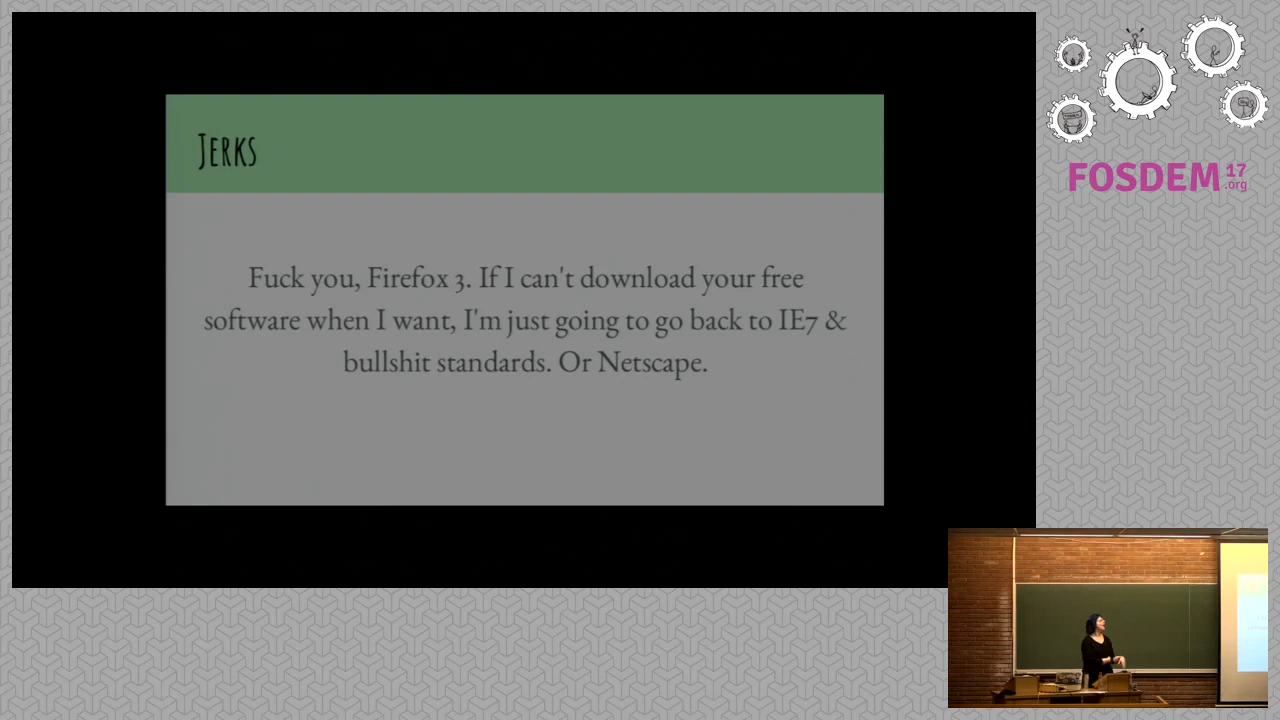 Jerks
Fuck you, Firefox 3. If I can't download your free
software when I want, I'm just going to go back to IE7 &
bullshit standards. Or Netscape.
FOSDEM 17
.org